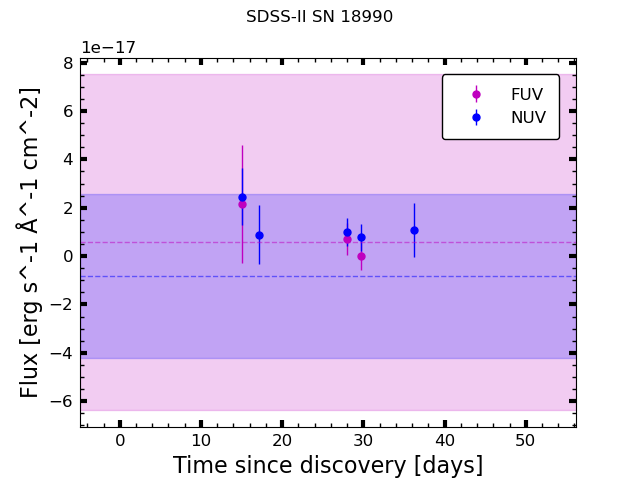 SDSS-II SN 18990
1e−17
8
6
4
2
0
−2
−4
−6
Flux [erg s^-1 Å^-1 cm^-2]
FUV
NUV
0 10 20 30 40 50
Time since discovery [days]